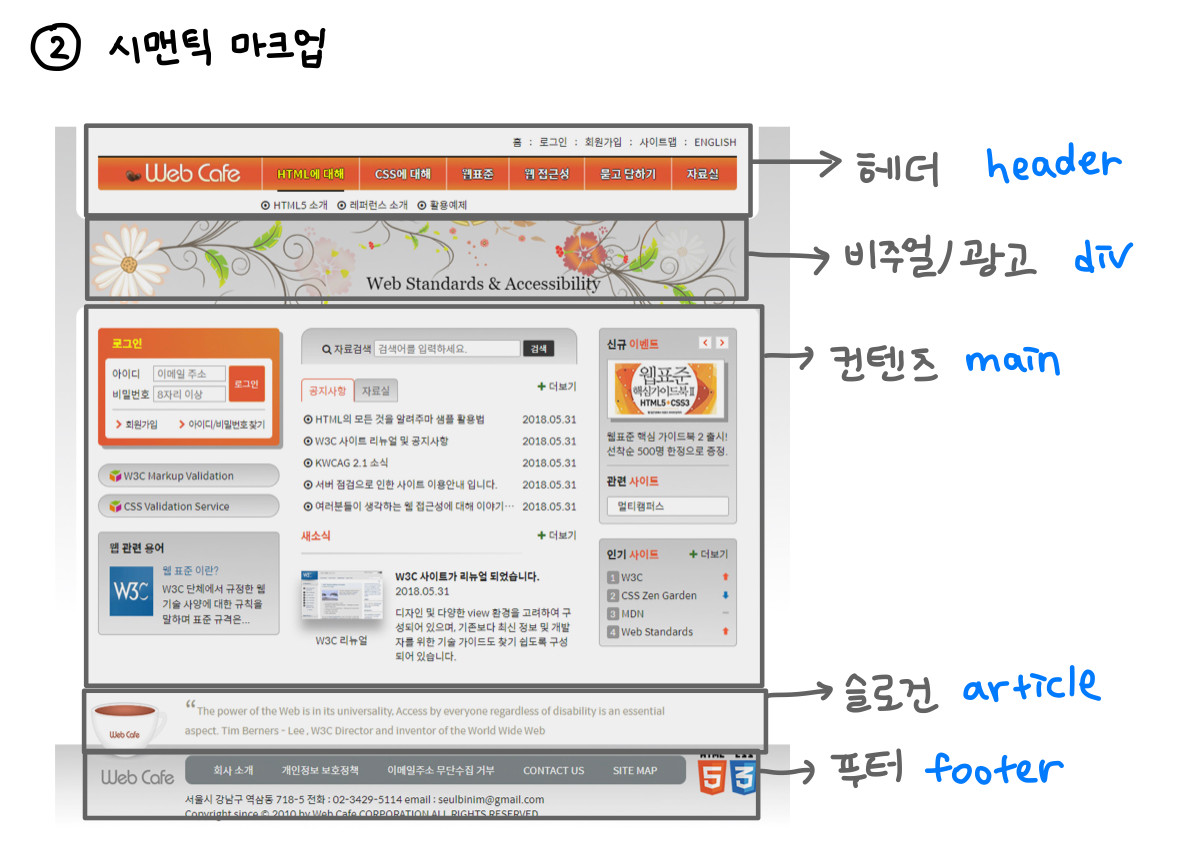 ② 시맨틱 마크업
홈 : 로그인 : 회원가입 : 사이트맵 : ENGLISH
Web Cafe HTML에 대해 CSS에 대해 웹표준 웹 접근성 묻고 답하기 자료실
HTML5 소개 레퍼런스 소개 활용예제
헤더 header
Web Standards & Accessibility
비주얼/광고 div
컨텐츠 main
로그인
아이디 이메일 주소
비밀번호 8자리 이상
로그인
회원가입 아이디/비밀번호 찾기
W3C Markup Validation
CSS Validation Service
웹 관련 용어
W3C
웹 표준 이란?
W3C 단체에서 규정한 웹
기술 사양에 대한 규칙을
말하며 표준 규격은...
자료검색 검색어를 입력하세요. 검색
공지사항 자료실 + 더보기
HTML의 모든 것을 알려주마 샘플 활용법 2018.05.31
W3C 사이트 리뉴얼 및 공지사항 2018.05.31
KWCAG 2.1 소식 2018.05.31
서버 점검으로 인한 사이트 이용안내 입니다. 2018.05.31
여러분들이 생각하는 웹 접근성에 대해 이야기… 2018.05.31
새소식 + 더보기
W3C 리뉴얼
W3C 사이트가 리뉴얼 되었습니다.
2018.05.31
디자인 및 다양한 view 환경을 고려하여 구
성되어 있으며, 기존보다 최신 정보 및 개발
자를 위한 기술 가이드도 찾기 쉽도록 구성
되어 있습니다.
신규 이벤트
웹표준
핵심가이드북Ⅱ
HTML5+CSS3
웹표준 핵심 가이드북 2 출시!
선착순 500명 한정으로 증정.
관련 사이트
멀티캠퍼스
인기 사이트 + 더보기
1 W3C
2 CSS Zen Garden
3 MDN
4 Web Standards
슬로건 article
Web Cafe
“The power of the Web is in its universality, Access by everyone regardless of disability is an essential
aspect. Tim Berners - Lee , W3C Director and inventor of the World Wide Web
푸터 footer
Web Cafe
회사 소개 개인정보 보호정책 이메일주소 무단수집 거부 CONTACT US SITE MAP
서울시 강남구 역삼동 718-5 전화 : 02-3429-5114 email : seulbinim@gmail.com
Copyright since © 2010 by Web Cafe CORPORATION ALL RIGHTS RESERVED
HTML 5
3